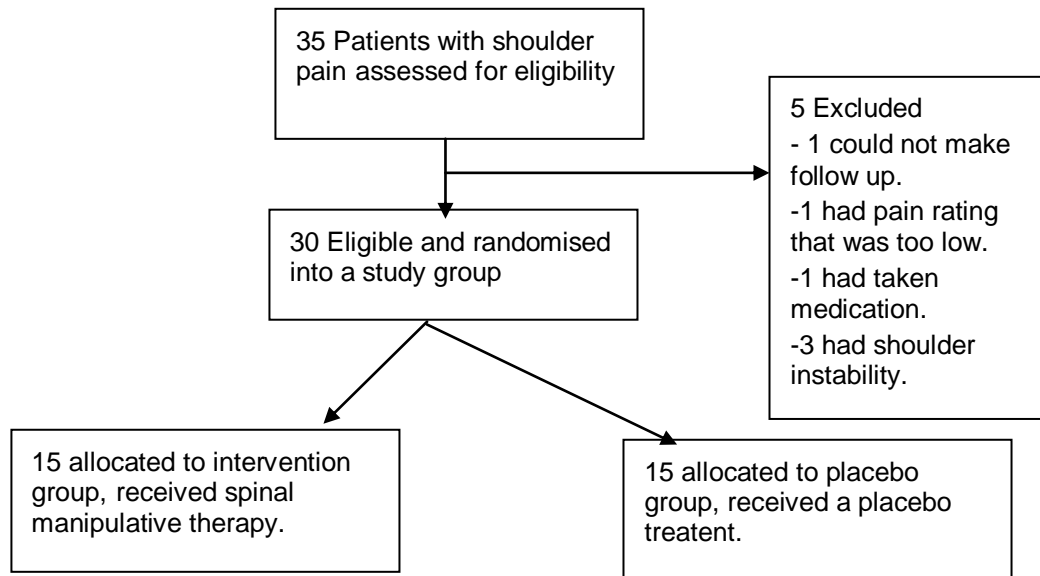 35 Patients with shoulder
pain assessed for eligibility
5 Excluded
- 1 could not make
follow up.
-1 had pain rating
that was too low.
-1 had taken
medication.
-3 had shoulder
instability.
30 Eligible and randomised
into a study group
15 allocated to intervention
group, received spinal
manipulative therapy.
15 allocated to placebo
group, received a placebo
treatent.